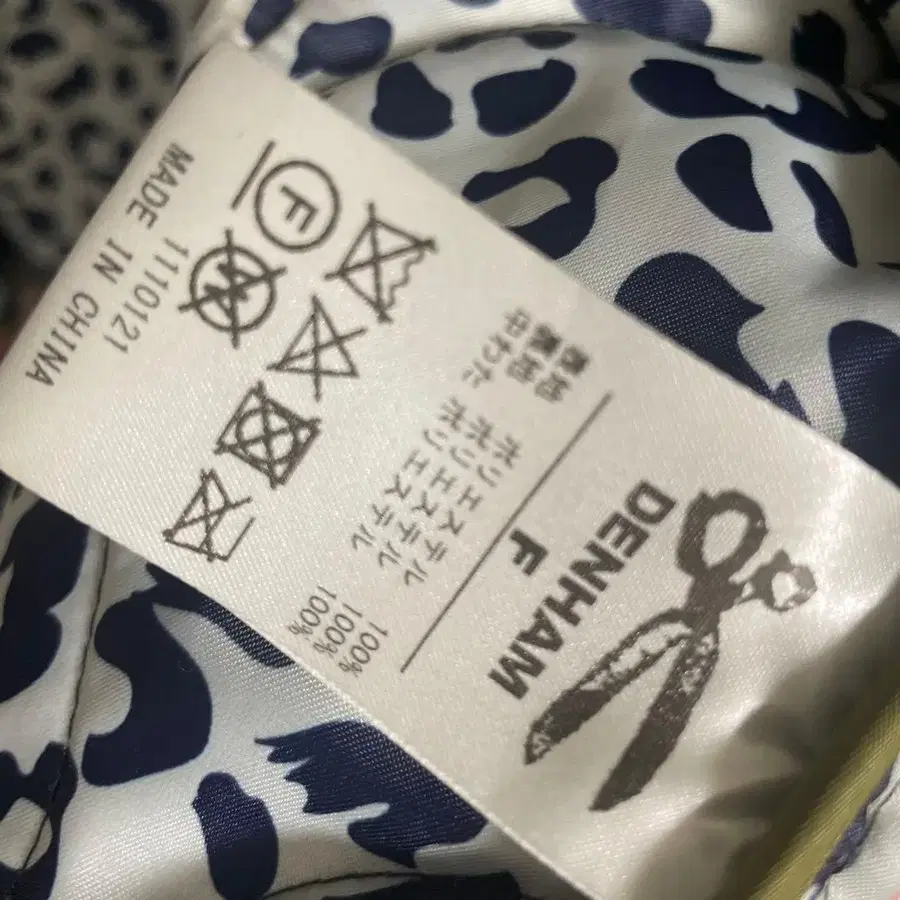 DENHAM
F
表地 ポリエステル 100%
裏地 ポリエステル 100%
中わた ポリエステル 100%
F
W
1110121
MADE IN CHINA